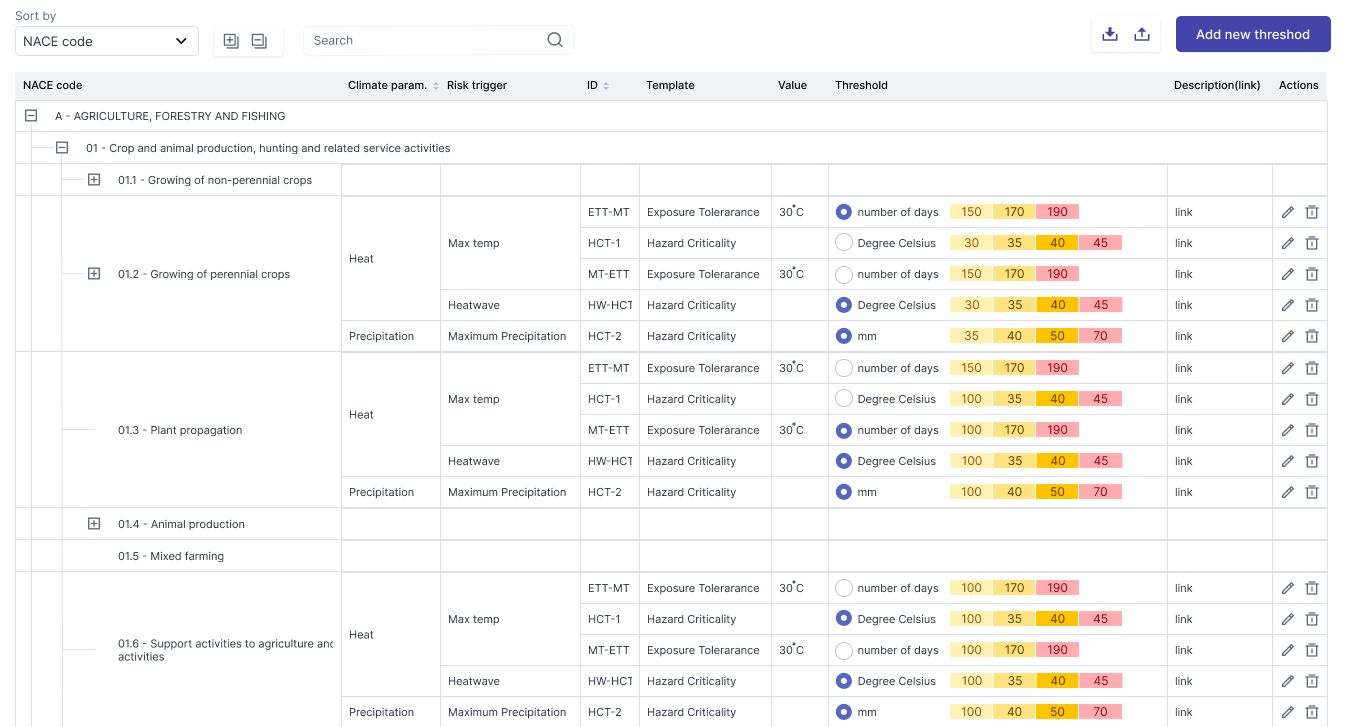 Sort by
NACE code
Search
Add new threshod
NACE code Climate param. Risk trigger ID Template Value Threshold Description(link) Actions
A - AGRICULTURE, FORESTRY AND FISHING
01 - Crop and animal production, hunting and related service activities
01.1 - Growing of non-perennial crops
ETT-MT Exposure Tolerarance 30°C number of days 150 170 190 link
Max temp HCT-1 Hazard Criticality Degree Celsius 30 35 40 45 link
Heat
01.2 - Growing of perennial crops MT-ETT Exposure Tolerarance 30°C number of days 150 170 190 link
Heatwave HW-HCT Hazard Criticality Degree Celsius 30 35 40 45 link
Precipitation Maximum Precipitation HCT-2 Hazard Criticality mm 35 40 50 70 link
ETT-MT Exposure Tolerarance 30°C number of days 150 170 190 link
Max temp HCT-1 Hazard Criticality Degree Celsius 100 35 40 45 link
Heat
01.3 - Plant propagation MT-ETT Exposure Tolerarance 30°C number of days 100 170 190 link
Heatwave HW-HCT Hazard Criticality Degree Celsius 100 35 40 45 link
Precipitation Maximum Precipitation HCT-2 Hazard Criticality mm 100 40 50 70 link
01.4 - Animal production
01.5 - Mixed farming
ETT-MT Exposure Tolerarance 30°C number of days 100 170 190 link
Max temp HCT-1 Hazard Criticality Degree Celsius 100 35 40 45 link
Heat
01.6 - Support activities to agriculture and
activities
MT-ETT Exposure Tolerarance 30°C number of days 100 170 190 link
Heatwave HW-HCT Hazard Criticality Degree Celsius 100 35 40 45 link
Precipitation Maximum Precipitation HCT-2 Hazard Criticality mm 100 40 50 70 link